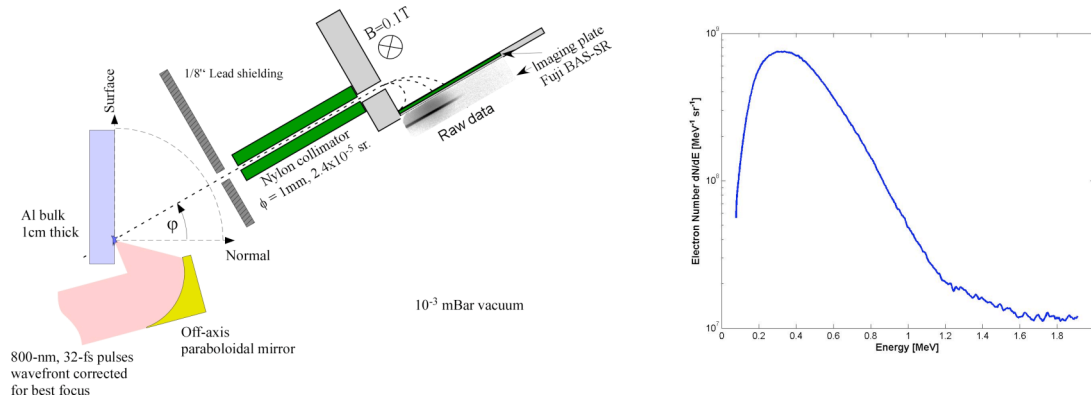 B=0.1T
1/8" Lead shielding
Imaging plate
Fuji BAS-SR
Raw data
Nylon collimator
ϕ = 1mm, 2.4x10⁻⁵ sr.
Surface
Al bulk
1cm thick
φ
Normal
10⁻³ mBar vacuum
Off-axis
paraboloidal mirror
800-nm, 32-fs pulses
wavefront corrected
for best focus
Electron Number dN/dE [MeV⁻¹ sr⁻¹]
10⁹
10⁸
10⁷
0 0.2 0.4 0.6 0.8 1 1.2 1.4 1.6 1.8
Energy [MeV]